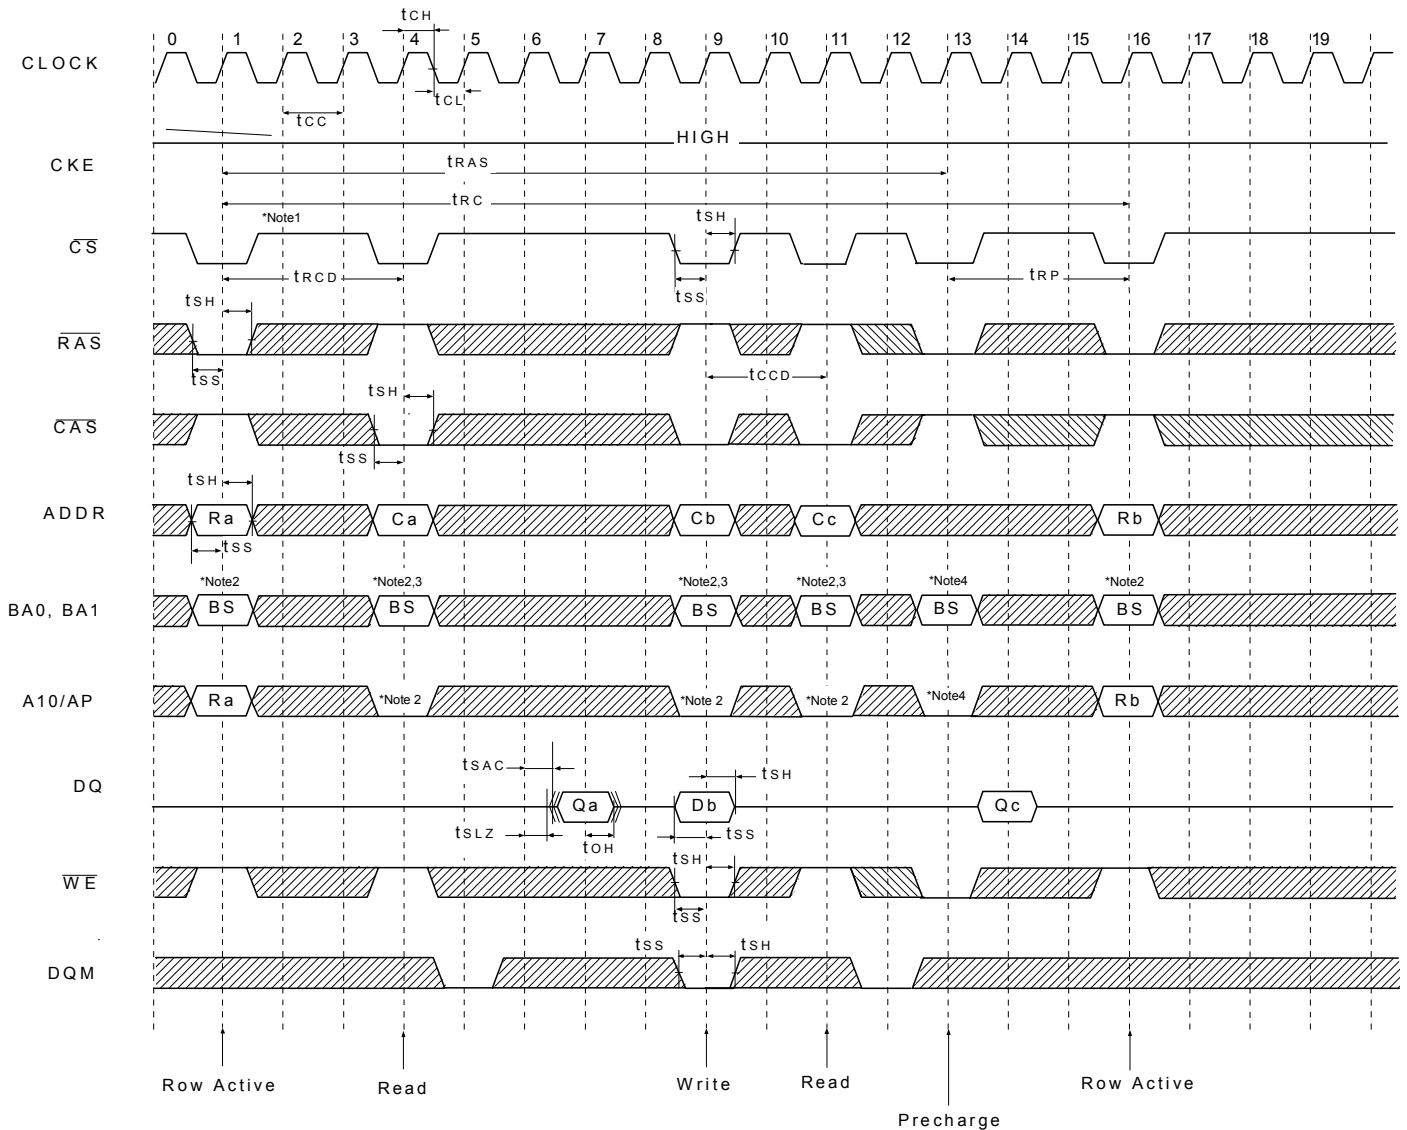 tCH
0 1 2 3 4 5 6 7 8 9 10 11 12 13 14 15 16 17 18 19
CLOCK
tCL
tCC
HIGH
CKE
tRAS
tRC
*Note1 tSH
CS
tRCD tSS tRP
tSH
RAS
tSS tCCD
tSH
CAS
tSS
tSH
ADDR Ra Ca Cb Cc Rb
tSS
*Note2 *Note2,3 *Note2,3 *Note2,3 *Note4 *Note2
BA0, BA1 BS BS BS BS BS BS
A10/AP Ra *Note 2 *Note 2 *Note 2 *Note4 Rb
tSAC tSH
DQ
Qa Db Qc
tSLZ tOH tSS
tSH
WE
tSS
tSS tSH
DQM
Row Active Read Write Read Row Active
Precharge